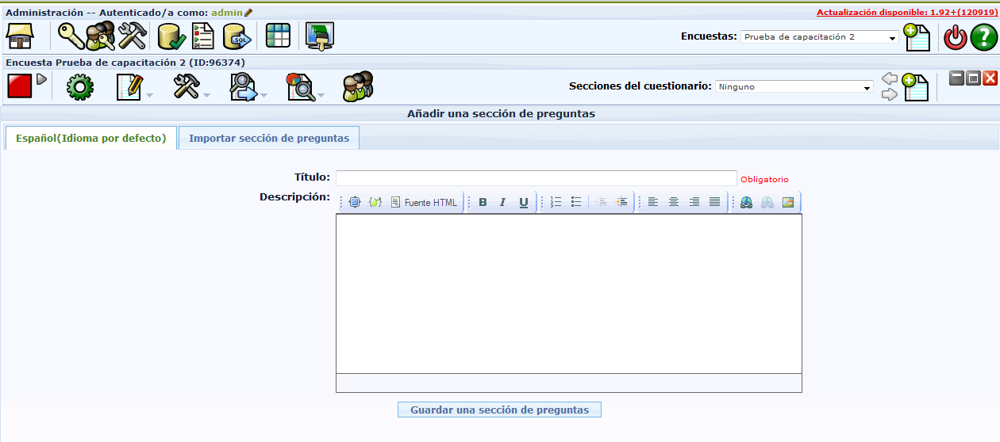 Administración -- Autenticado/a como: admin
Actualización disponible: 1.92+(120919)
SQL
Encuestas: Prueba de capacitación 2
?
Encuesta Prueba de capacitación 2 (ID:96374)
Secciones del cuestionario: Ninguno
Añadir una sección de preguntas
Español(Idioma por defecto)
Importar sección de preguntas
Título:
Obligatorio
Descripción:
Fuente HTML
B I U
Guardar una sección de preguntas